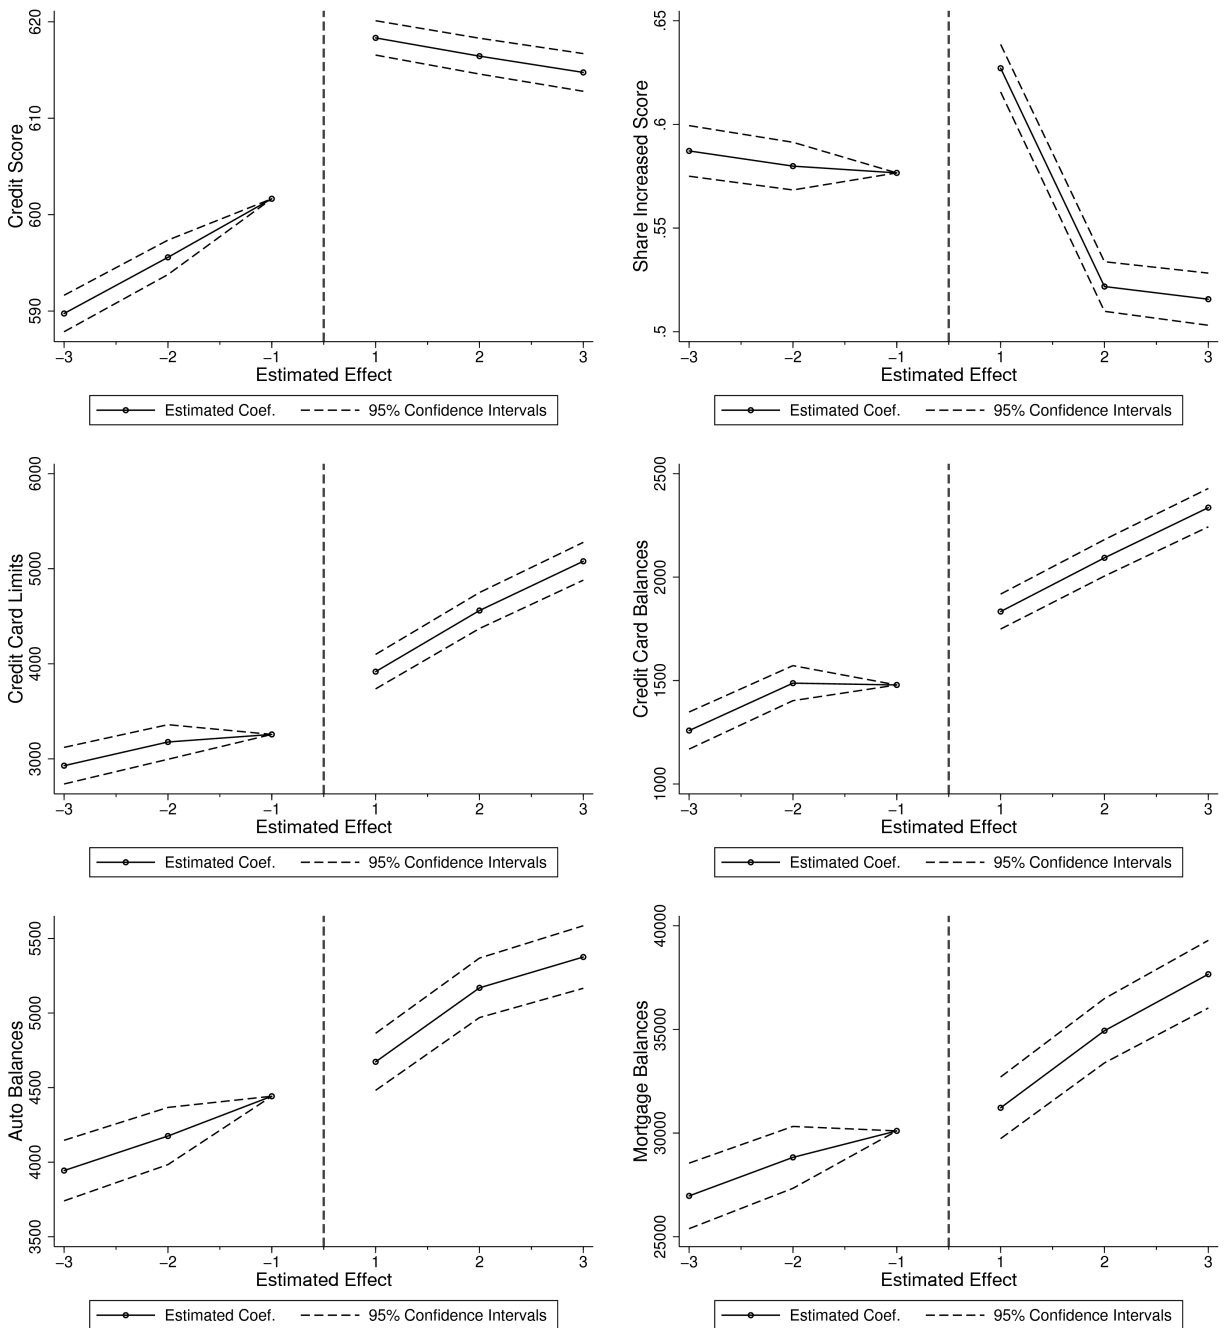 Credit Score
620
610
600
590
−3 −2 −1 1 2 3
Estimated Effect
Estimated Coef. 95% Confidence Intervals
Share Increased Score
.65
.6
.55
.5
−3 −2 −1 1 2 3
Estimated Effect
Estimated Coef. 95% Confidence Intervals
Credit Card Limits
6000
5000
4000
3000
−3 −2 −1 1 2 3
Estimated Effect
Estimated Coef. 95% Confidence Intervals
Credit Card Balances
2500
2000
1500
1000
−3 −2 −1 1 2 3
Estimated Effect
Estimated Coef. 95% Confidence Intervals
Auto Balances
5500
5000
4500
4000
3500
−3 −2 −1 1 2 3
Estimated Effect
Estimated Coef. 95% Confidence Intervals
Mortgage Balances
40000
35000
30000
25000
−3 −2 −1 1 2 3
Estimated Effect
Estimated Coef. 95% Confidence Intervals